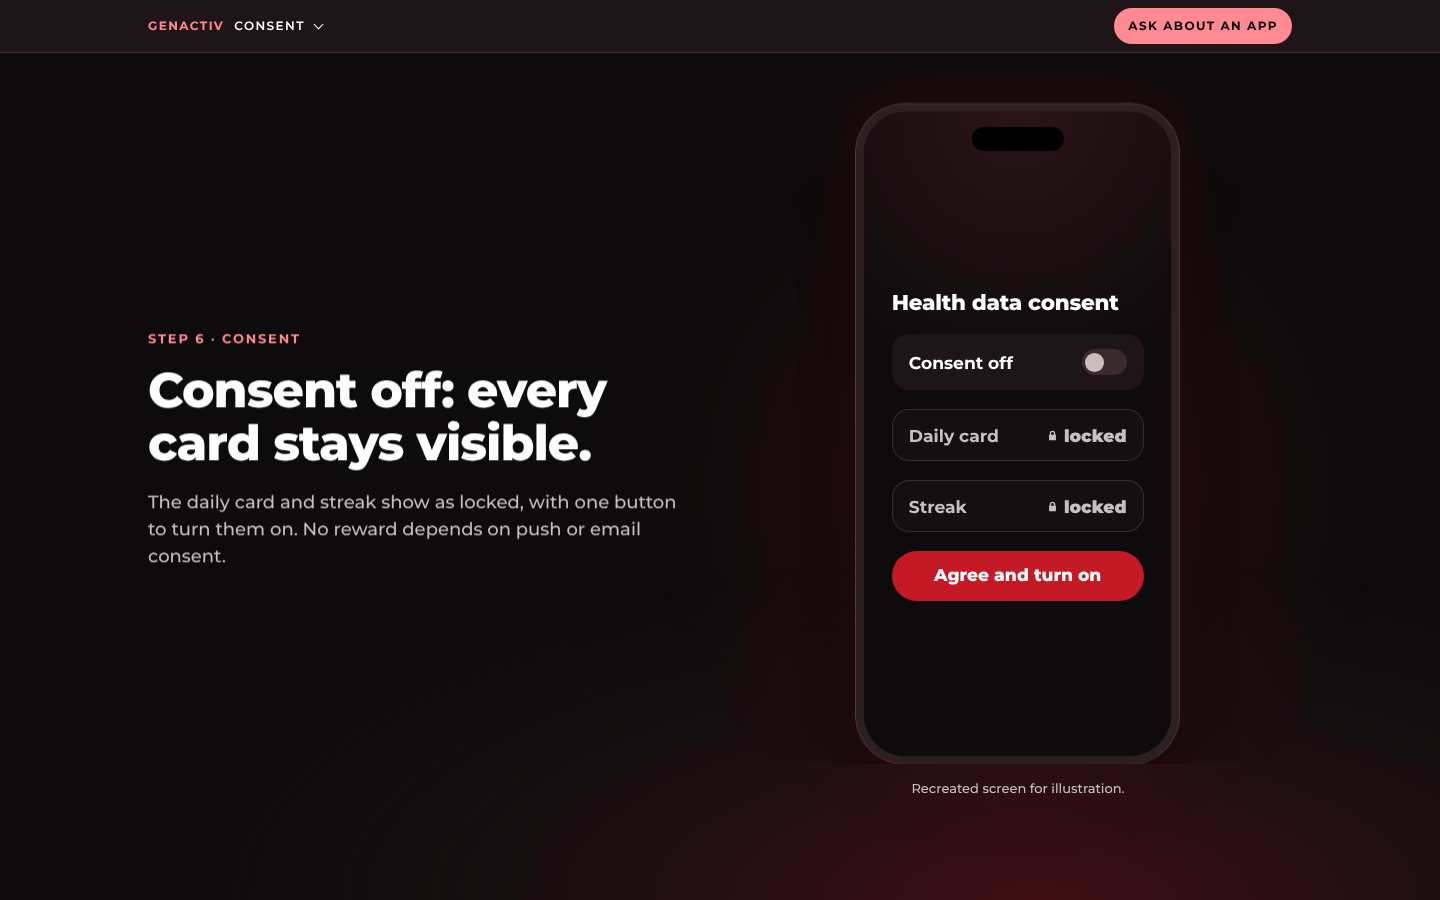 GENACTIV CONSENT
ASK ABOUT AN APP
STEP 6 · CONSENT
Consent off: every
card stays visible.
The daily card and streak show as locked, with one button
to turn them on. No reward depends on push or email
consent.
Health data consent
Consent off
Daily card locked
Streak locked
Agree and turn on
Recreated screen for illustration.